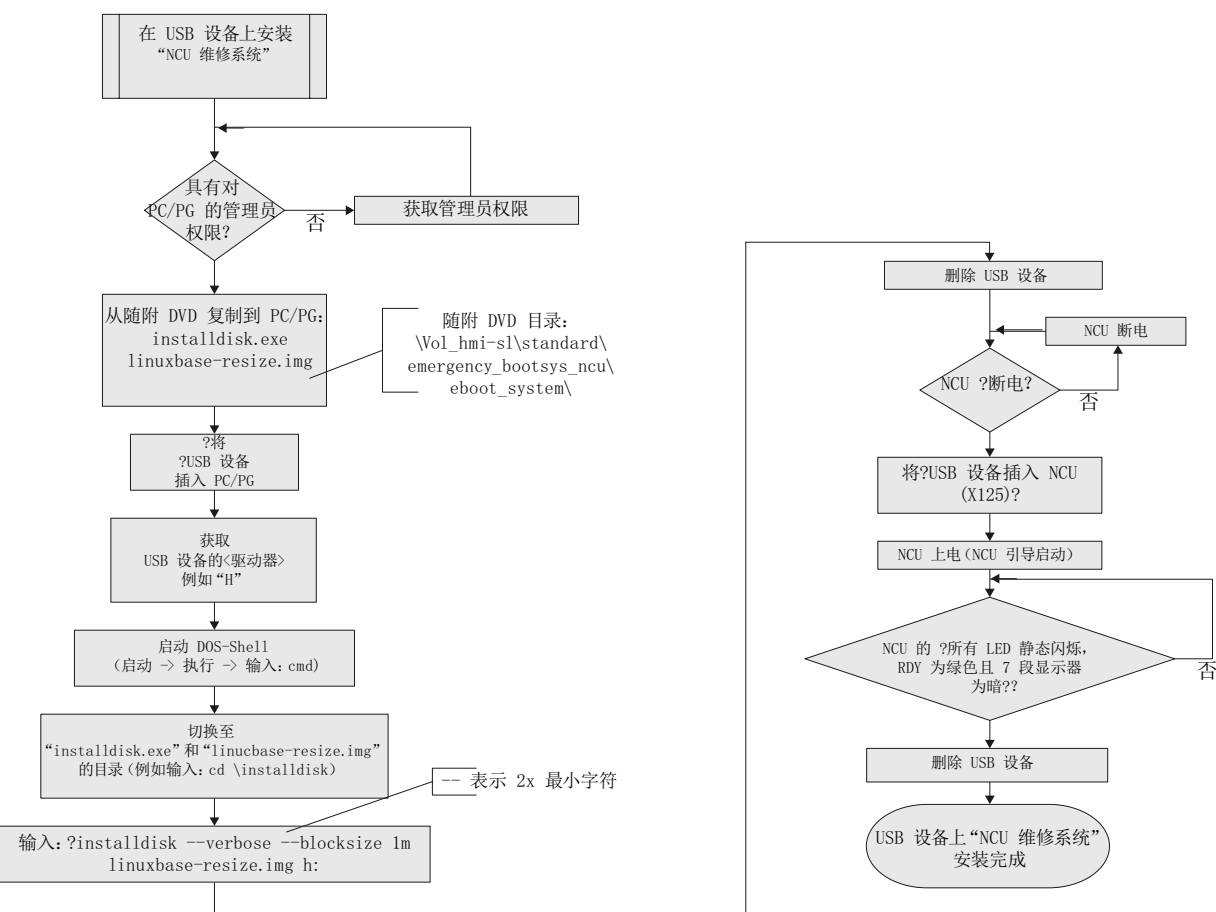 在 USB 设备上安装
“NCU 维修系统”
具有对
PC/PG 的管理员
权限?
否
获取管理员权限
从随附 DVD 复制到 PC/PG:
installdisk.exe
linuxbase-resize.img
随附 DVD 目录:
\Vol_hmi-sl\standard\
emergency_bootsys_ncu\
eboot_system\
?将
?USB 设备
插入 PC/PG
获取
USB 设备的<驱动器>
例如“H”
启动 DOS-Shell
(启动 -> 执行 -> 输入: cmd)
切换至
“installdisk.exe”和“linucbase-resize.img”
的目录(例如输入: cd \installdisk)
-- 表示 2x 最小字符
输入: ?installdisk --verbose --blocksize 1m
linuxbase-resize.img h:
删除 USB 设备
NCU 断电
NCU ?断电?
否
将?USB 设备插入 NCU
(X125)?
NCU 上电(NCU 引导启动)
NCU 的 ?所有 LED 静态闪烁,
RDY 为绿色且 7 段显示器
为暗??
否
删除 USB 设备
USB 设备上“NCU 维修系统”
安装完成